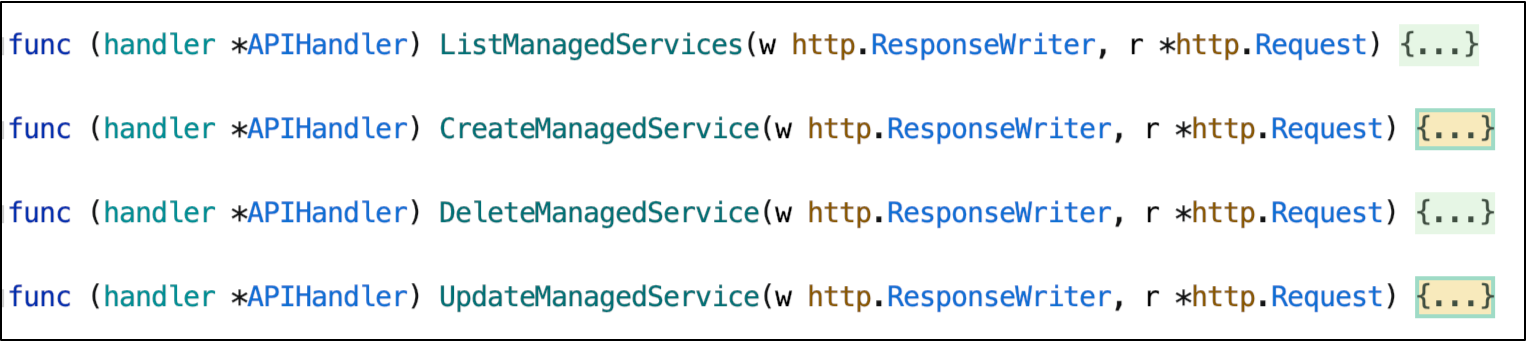 func (handler *APIHandler) ListManagedServices(w http.ResponseWriter, r *http.Request) {...}
func (handler *APIHandler) CreateManagedService(w http.ResponseWriter, r *http.Request) {...}
func (handler *APIHandler) DeleteManagedService(w http.ResponseWriter, r *http.Request) {...}
func (handler *APIHandler) UpdateManagedService(w http.ResponseWriter, r *http.Request) {...}